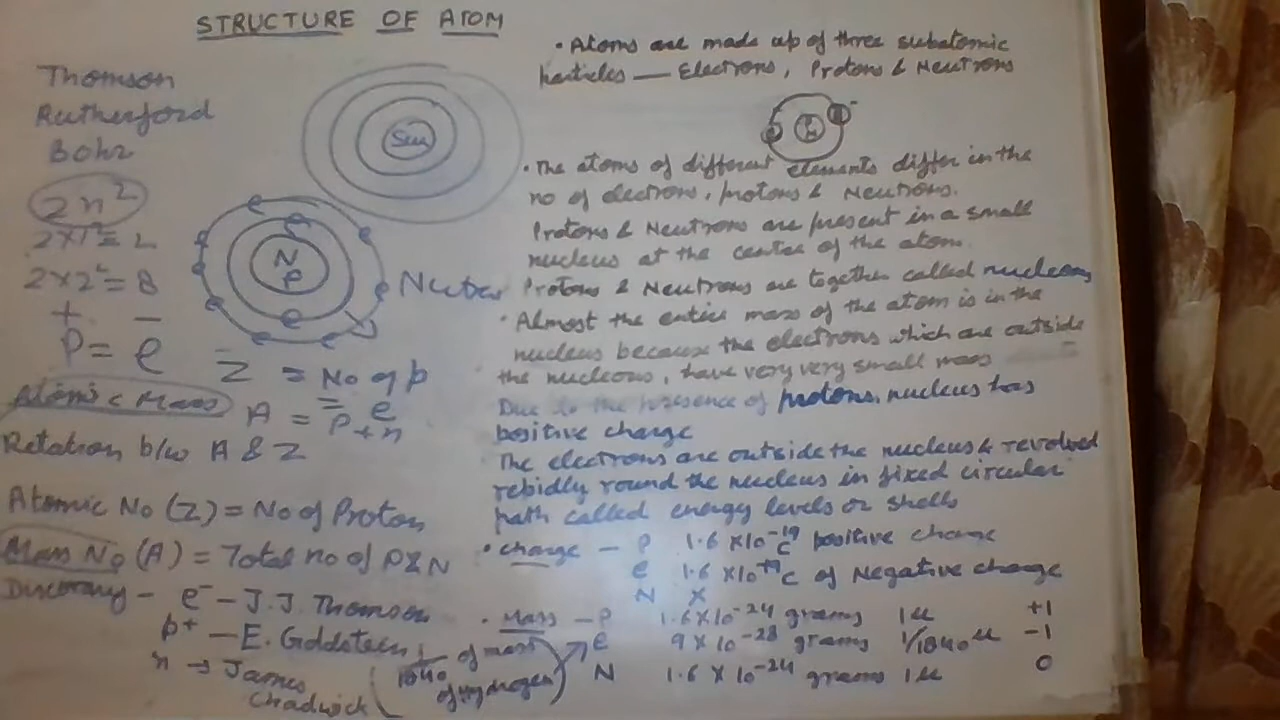 STRUCTURE OF ATOM
Thomson
Rutherford
Bohr
2n²
2×1²=2
2×2²=8
+ −
P = e
Sun
N
P
e
e
e
e
e
e
e
e
e
e
Z = No of p
= e
Atomic Mass
A = P+n
Relation b/w A & Z
Atomic No (Z) = No of Proton
Mass No (A) = Total no of P & N
Discovery – e⁻ – J.J. Thomson
p⁺ — E. Goldstein
n → James
Chadwick
(1/1840 of mass
of Hydrogen)
• Atoms are made up of three subatomic
particles — Electrons, Protons & Neutrons
• The atoms of different elements differ in the
no of electrons, protons & Neutrons.
Protons & Neutrons are present in a small
nucleus at the center of the atom.
Protons & Neutrons are together called nucleons
• Almost the entire mass of the atom is in the
nucleus because the electrons which are outside
the nucleons, have very very small mass
Due to the presence of protons, nucleus has
positive charge
The electrons are outside the nucleus & revolved
rebidly round the nucleus in fixed circular
path called energy levels or shells
• Charge – P 1.6 ×10⁻¹⁹ C positive charge
e 1.6 ×10⁻¹⁹ C of Negative charge
N ×
• Mass – P 1.6×10⁻²⁴ grams 1u +1
e 9 × 10⁻²⁸ grams 1/1840 u −1
N 1.6 × 10⁻²⁴ grams 1u 0